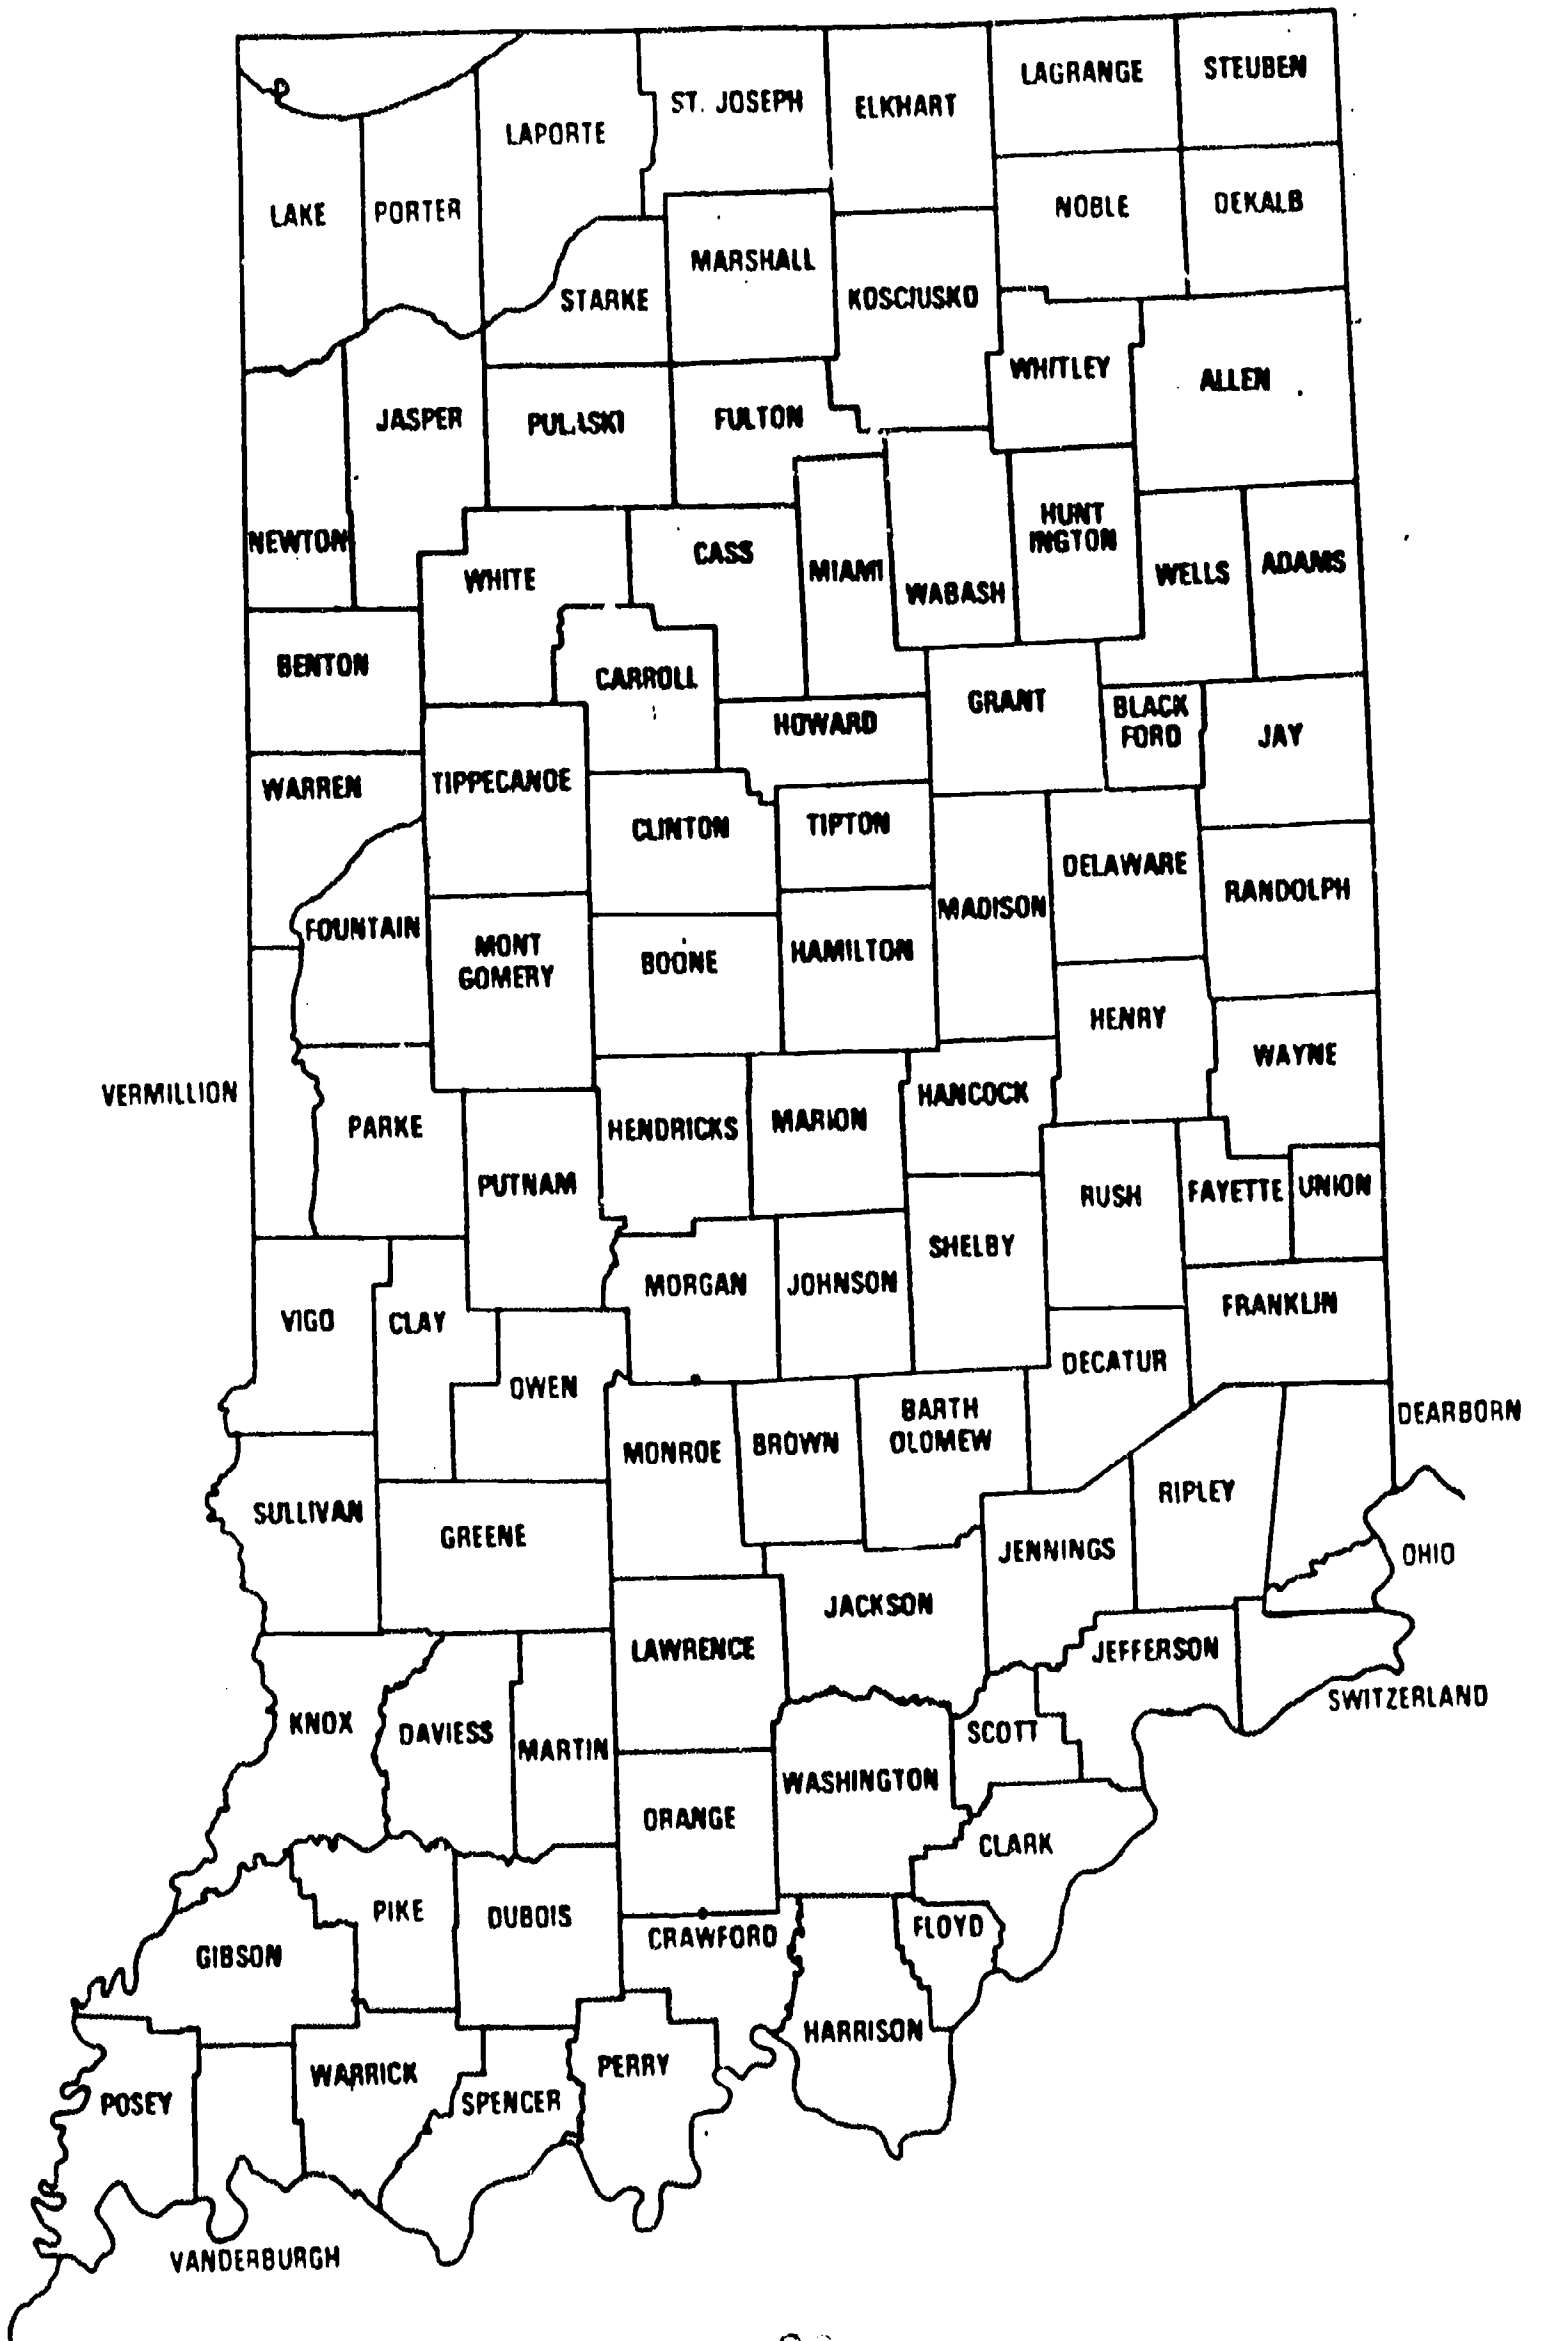 LAGRANGE
STEUBEN
ST. JOSEPH
ELKHART
LAPORTE
LAKE
PORTER
NOBLE
DEKALB
MARSHALL
STARKE
KOSCIUSKO
WHITLEY
ALLEN
JASPER
PULASKI
FULTON
NEWTON
HUNT
INGTON
WHITE
CASS
MIAMI
WABASH
WELLS
ADAMS
BENTON
CARROLL
GRANT
BLACK
FORD
JAY
HOWARD
WARREN
TIPPECANOE
CLINTON
TIPTON
DELAWARE
RANDOLPH
MADISON
FOUNTAIN
MONT
GOMERY
BOONE
HAMILTON
HENRY
WAYNE
VERMILLION
PARKE
HENDRICKS
MARION
HANCOCK
PUTNAM
RUSH
FAYETTE
UNION
SHELBY
MORGAN
JOHNSON
FRANKLIN
VIGO
CLAY
OWEN
DECATUR
DEARBORN
BARTH
OLOMEW
MONROE
BROWN
RIPLEY
SULLIVAN
GREENE
JENNINGS
OHIO
JACKSON
LAWRENCE
JEFFERSON
SWITZERLAND
KNOX
DAVIESS
MARTIN
SCOTT
WASHINGTON
ORANGE
CLARK
PIKE
DUBOIS
CRAWFORD
FLOYD
GIBSON
HARRISON
WARRICK
PERRY
POSEY
SPENCER
VANDERBURGH